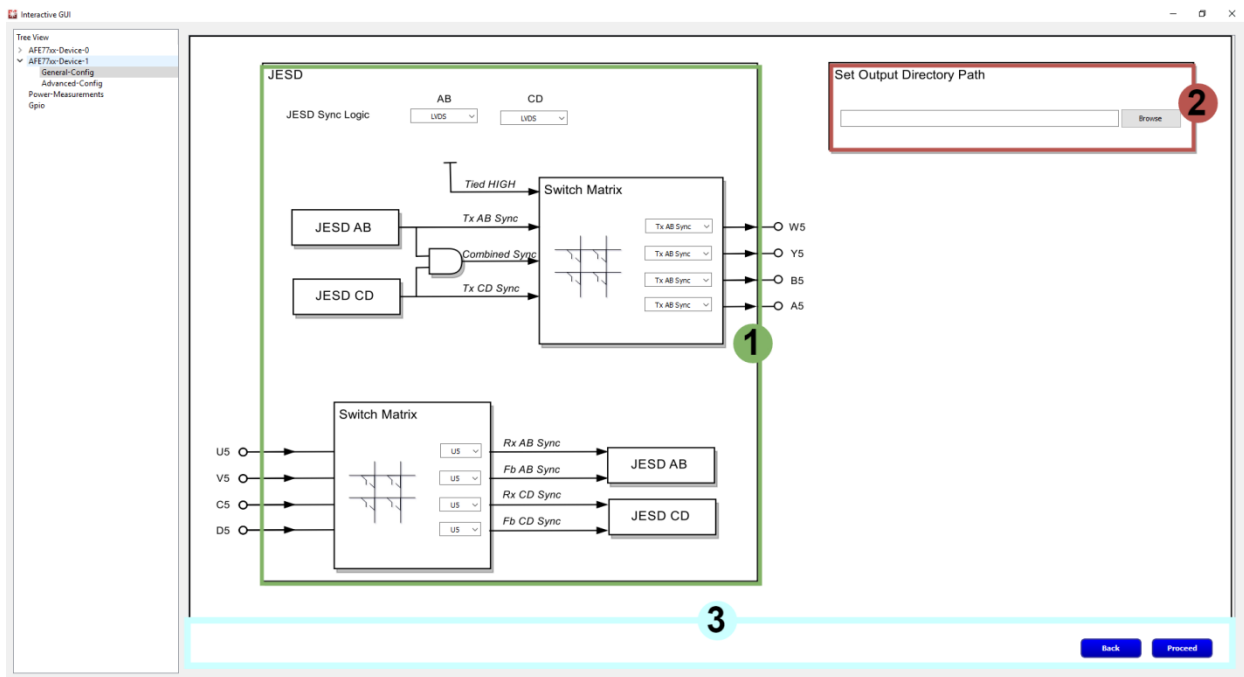 Interactive GUI
Tree View
AFE77xx-Device-0
AFE77xx-Device-1
General-Config
Advanced-Config
Power-Measurements
Gpio
JESD
AB CD
JESD Sync Logic LVDS LVDS
Tied HIGH
Switch Matrix
JESD AB
Tx AB Sync
Combined Sync
JESD CD
Tx CD Sync
Tx AB Sync W5
Tx AB Sync Y5
Tx AB Sync B5
Tx AB Sync A5
1
Switch Matrix
U5 U5 Rx AB Sync
V5 U5 Fb AB Sync
JESD AB
C5 U5 Rx CD Sync
D5 U5 Fb CD Sync
JESD CD
Set Output Directory Path
2
Browse
3
Back Proceed